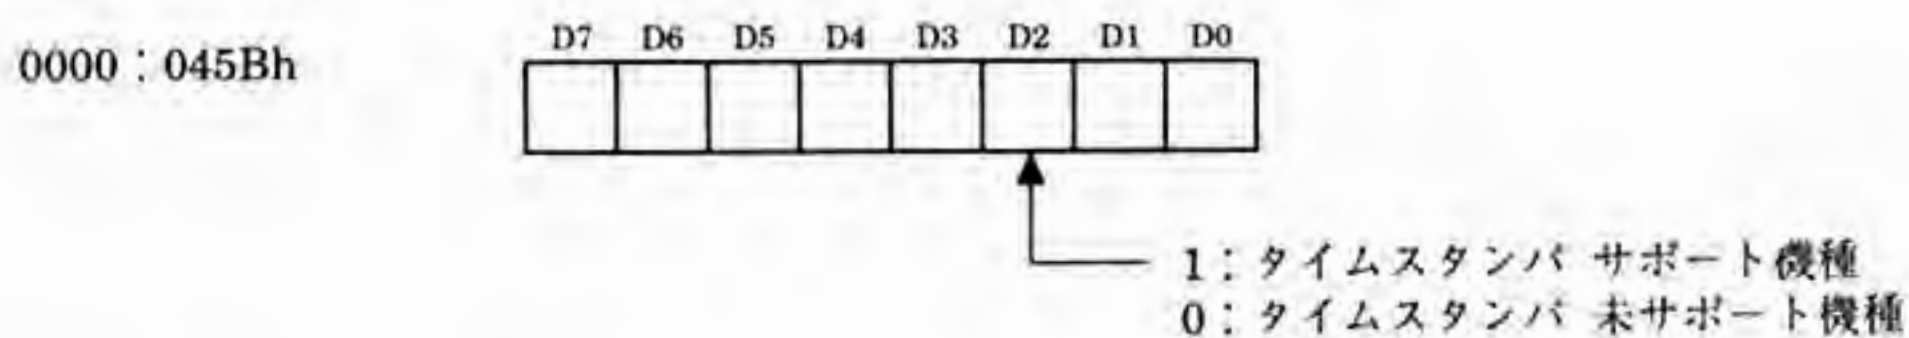 0000：045Bh
D7 D6 D5 D4 D3 D2 D1 D0
1：タイムスタンパ サポート機種
0：タイムスタンパ 未サポート機種